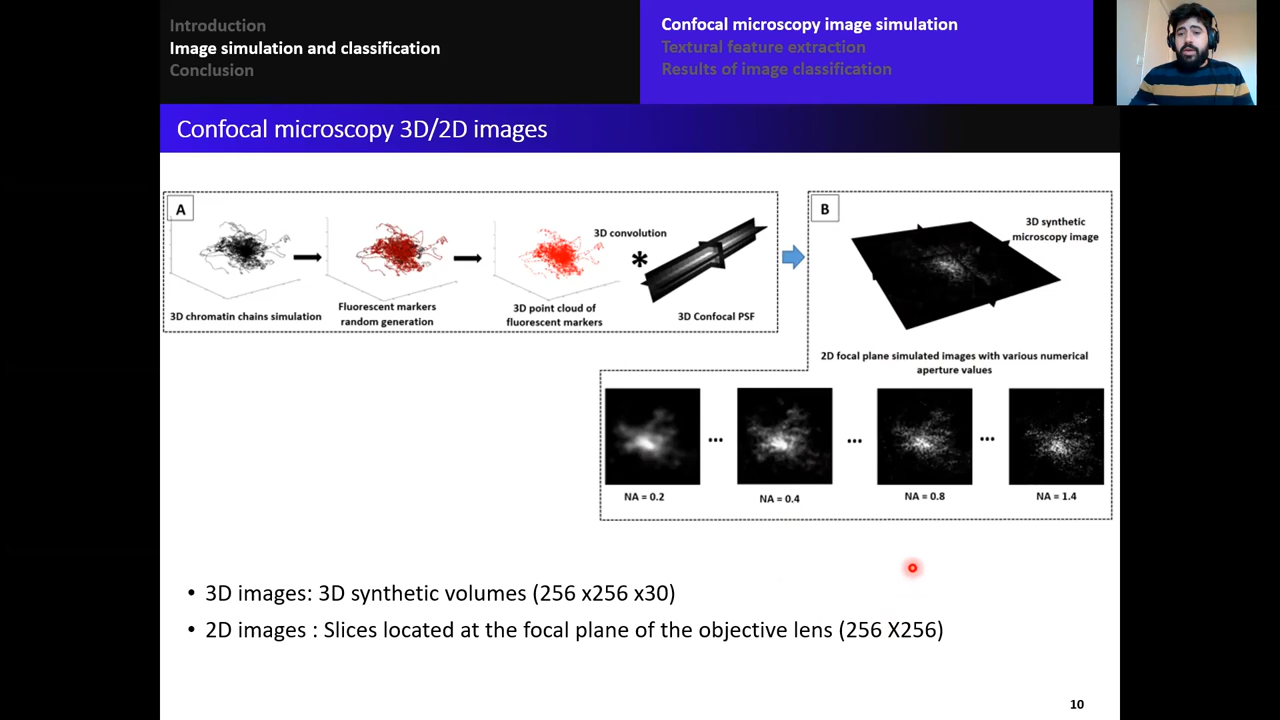 Introduction
Image simulation and classification
Conclusion
Confocal microscopy image simulation
Textural feature extraction
Results of image classification
Confocal microscopy 3D/2D images
A
3D convolution
*
3D chromatin chains simulation
Fluorescent markers
random generation
3D point cloud of
fluorescent markers
3D Confocal PSF
B
3D synthetic
microscopy image
2D focal plane simulated images with various numerical
aperture values
... ... ...
NA = 0.2 NA = 0.4 NA = 0.8 NA = 1.4
• 3D images: 3D synthetic volumes (256 x256 x30)
• 2D images : Slices located at the focal plane of the objective lens (256 X256)
10